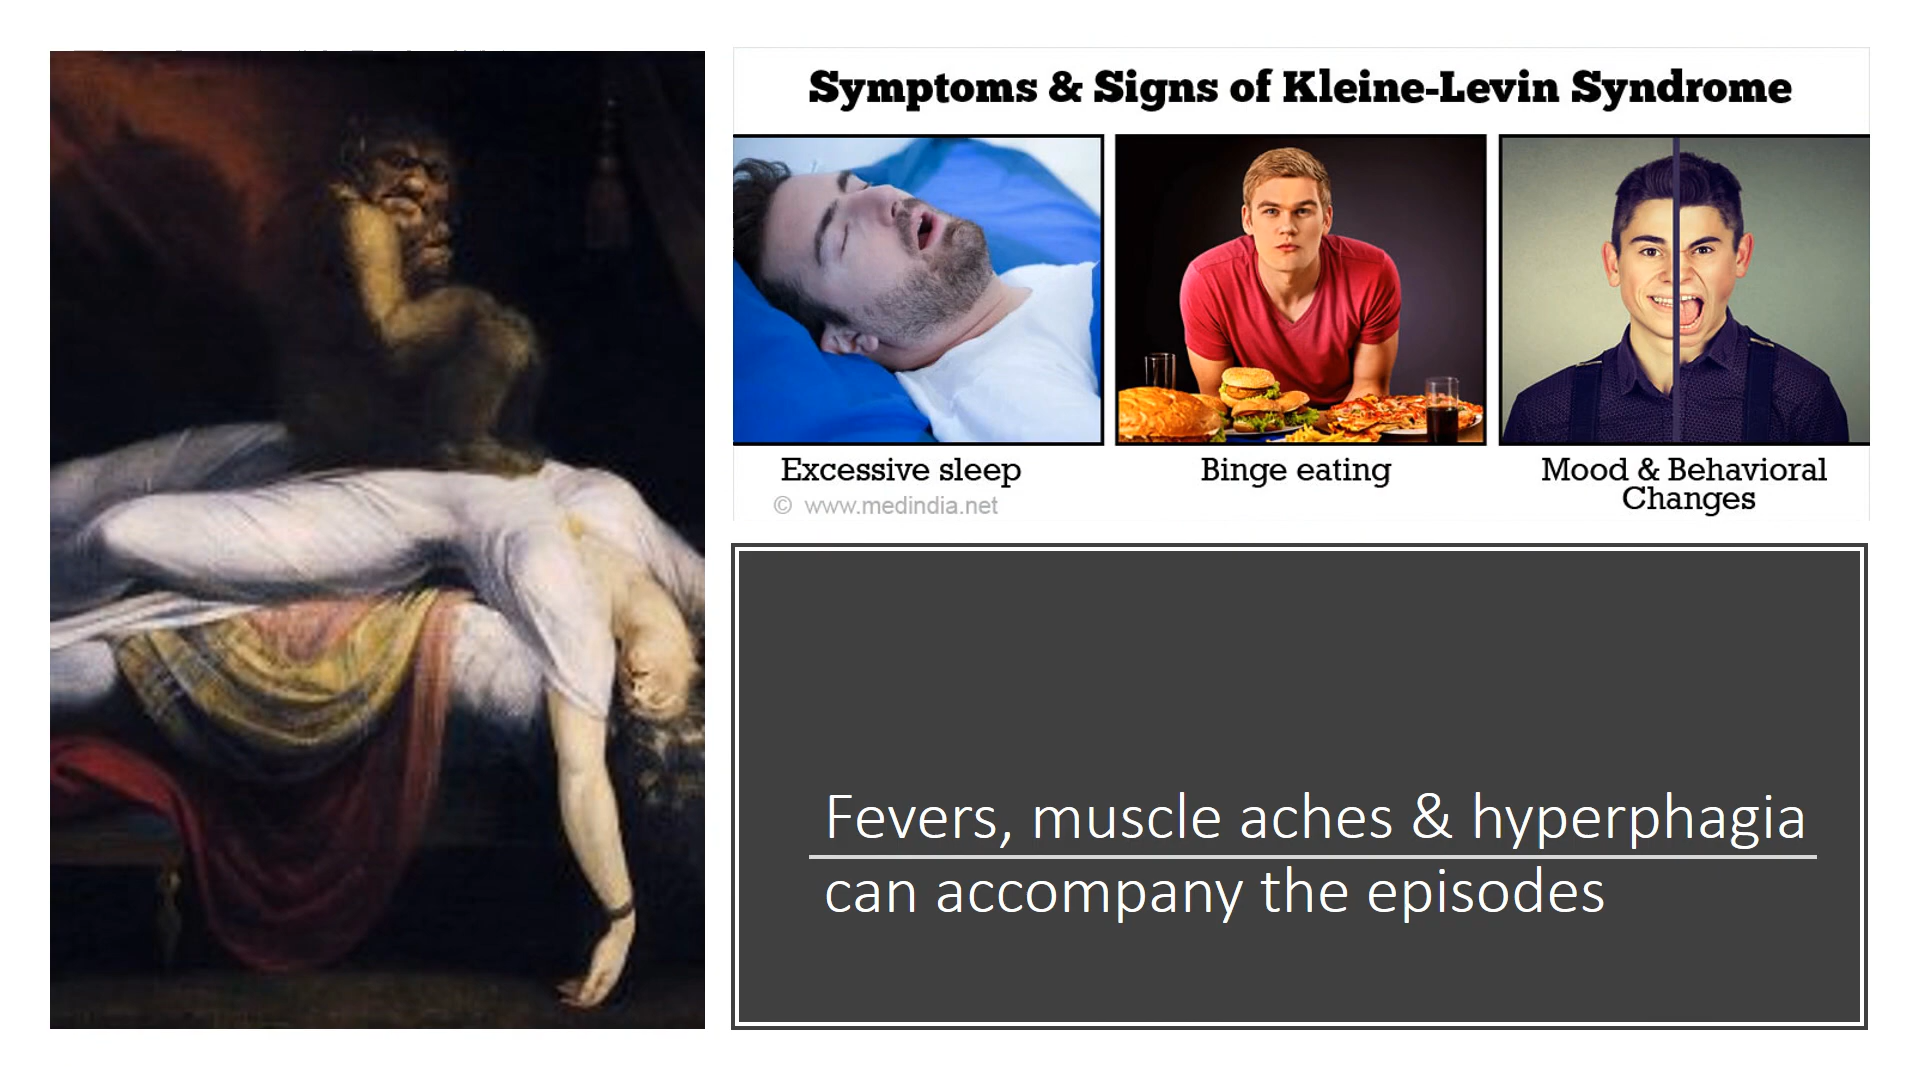 Symptoms & Signs of Kleine-Levin Syndrome
Excessive sleep
Binge eating
Mood & Behavioral
Changes
© www.medindia.net
Fevers, muscle aches & hyperphagia
can accompany the episodes